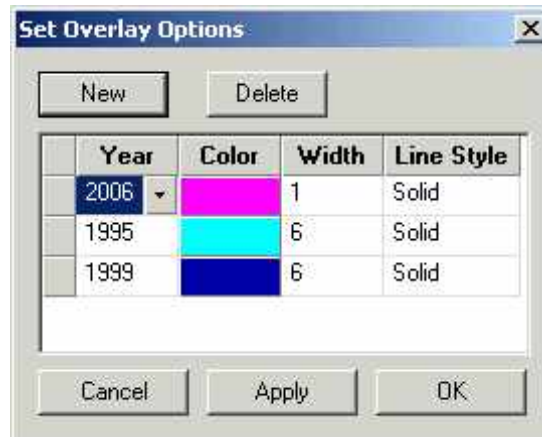 Set Overlay Options
New Delete
Year Color Width Line Style
2006 1 Solid
1995 6 Solid
1999 6 Solid
Cancel Apply OK